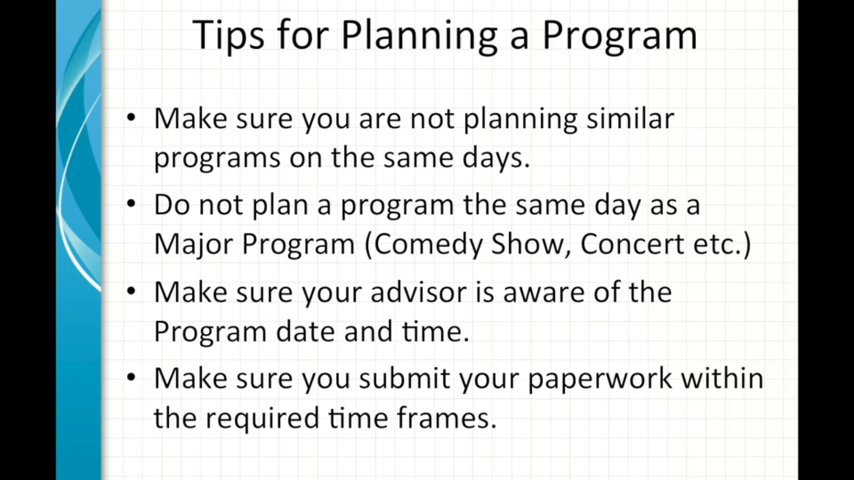 Tips for Planning a Program
• Make sure you are not planning similar
programs on the same days.
• Do not plan a program the same day as a
Major Program (Comedy Show, Concert etc.)
• Make sure your advisor is aware of the
Program date and time.
• Make sure you submit your paperwork within
the required time frames.